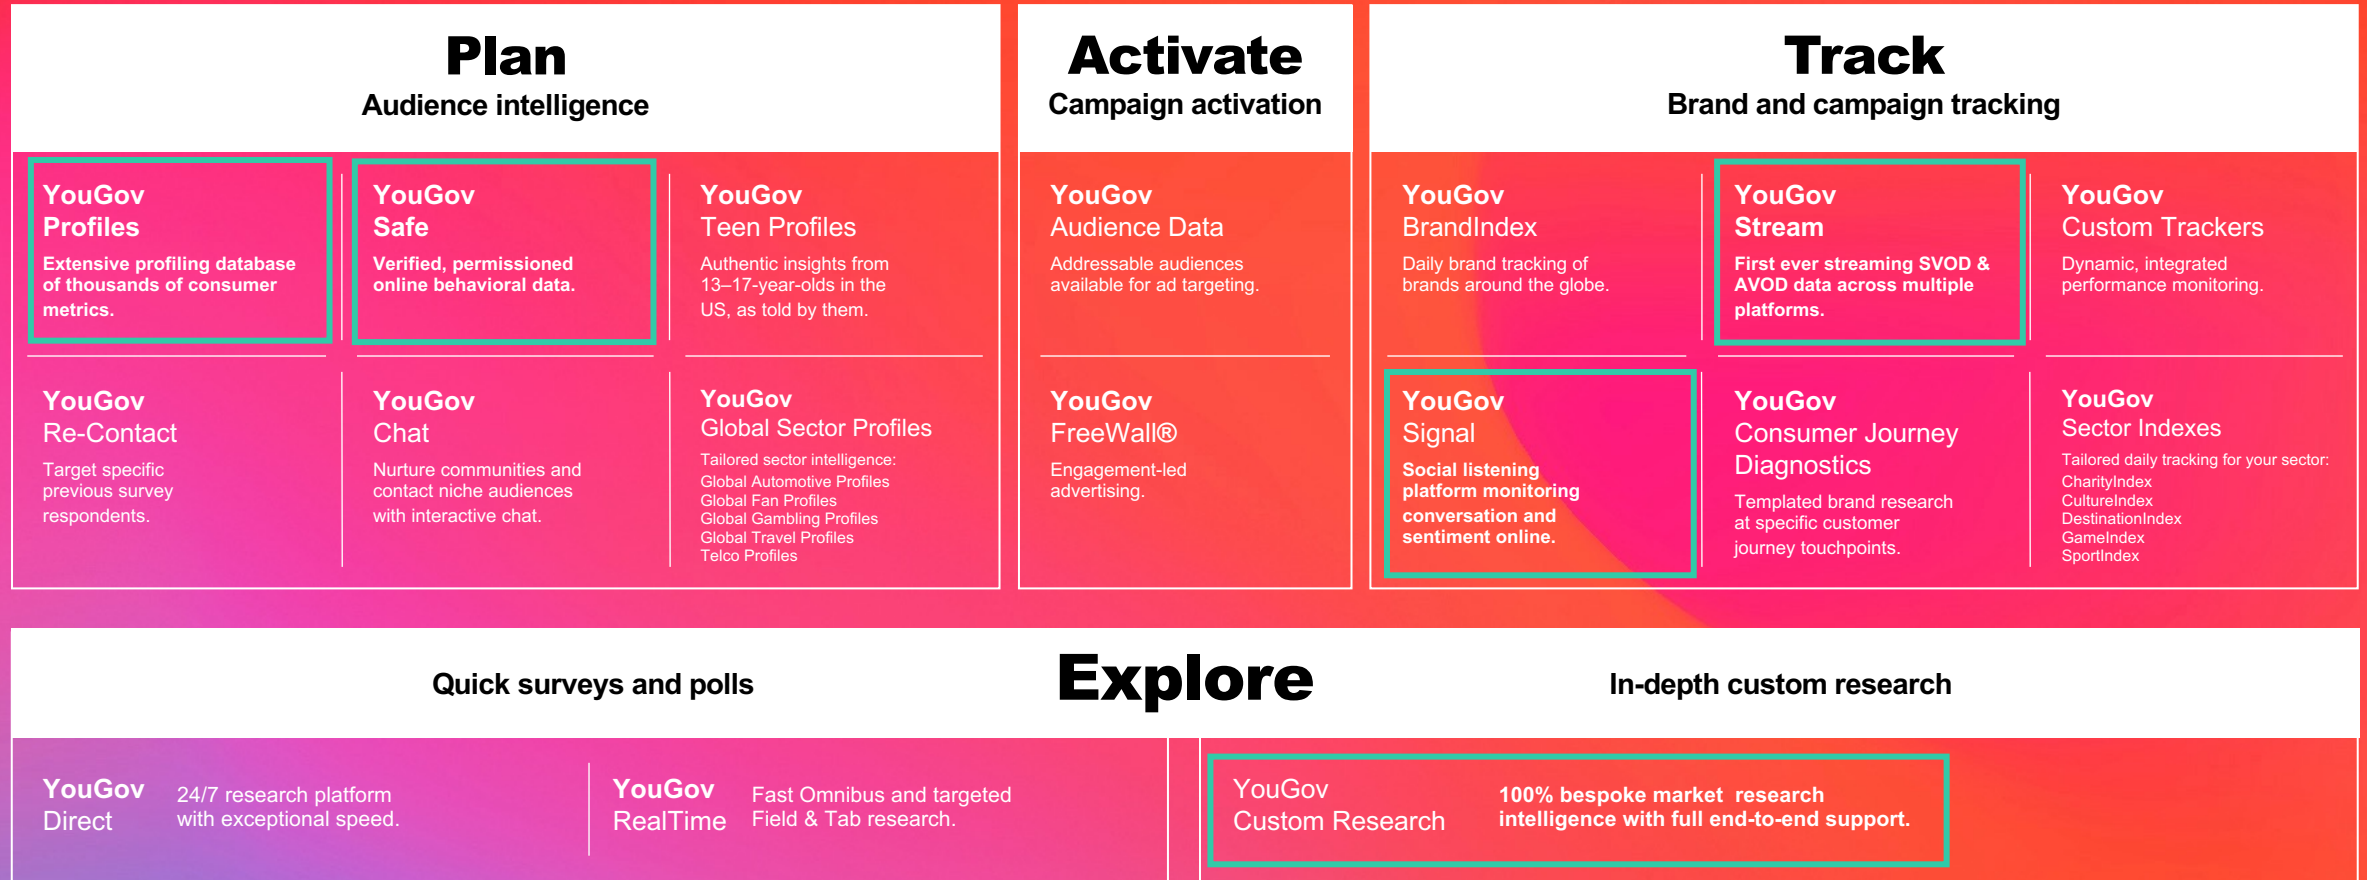 Plan
Audience intelligence
YouGov
Profiles
Extensive profiling database
of thousands of consumer
metrics.
YouGov
Safe
Verified, permissioned
online behavioral data.
YouGov
Teen Profiles
Authentic insights from
13–17-year-olds in the
US, as told by them.
YouGov
Re-Contact
Target specific
previous survey
respondents.
YouGov
Chat
Nurture communities and
contact niche audiences
with interactive chat.
YouGov
Global Sector Profiles
Tailored sector intelligence:
Global Automotive Profiles
Global Fan Profiles
Global Gambling Profiles
Global Travel Profiles
Telco Profiles
Activate
Campaign activation
YouGov
Audience Data
Addressable audiences
available for ad targeting.
YouGov
FreeWall®
Engagement-led
advertising.
Track
Brand and campaign tracking
YouGov
BrandIndex
Daily brand tracking of
brands around the globe.
YouGov
Stream
First ever streaming SVOD &
AVOD data across multiple
platforms.
YouGov
Custom Trackers
Dynamic, integrated
performance monitoring.
YouGov
Signal
Social listening
platform monitoring
conversation and
sentiment online.
YouGov
Consumer Journey
Diagnostics
Templated brand research
at specific customer
journey touchpoints.
YouGov
Sector Indexes
Tailored daily tracking for your sector:
CharityIndex
CultureIndex
DestinationIndex
GameIndex
SportIndex
Explore
Quick surveys and polls
YouGov
Direct
24/7 research platform
with exceptional speed.
YouGov
RealTime
Fast Omnibus and targeted
Field & Tab research.
In-depth custom research
YouGov
Custom Research
100% bespoke market  research
intelligence with full end-to-end support.